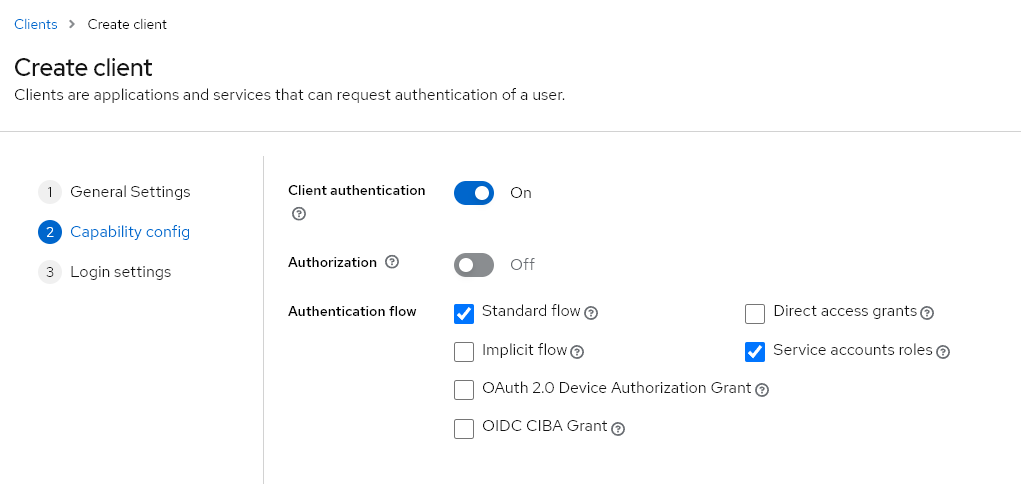 Clients > Create client
Create client
Clients are applications and services that can request authentication of a user.
1 General Settings
2 Capability config
3 Login settings
Client authentication
On
Authorization
Off
Authentication flow
Standard flow
Direct access grants
Implicit flow
Service accounts roles
OAuth 2.0 Device Authorization Grant
OIDC CIBA Grant